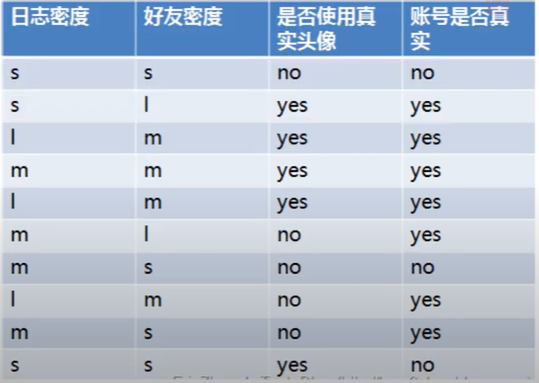 日志密度 好友密度 是否使用真实头像 账号是否真实
s s no no
s l yes yes
l m yes yes
m m yes yes
l m yes yes
m l no yes
m s no no
l m no yes
m s no yes
s s yes no